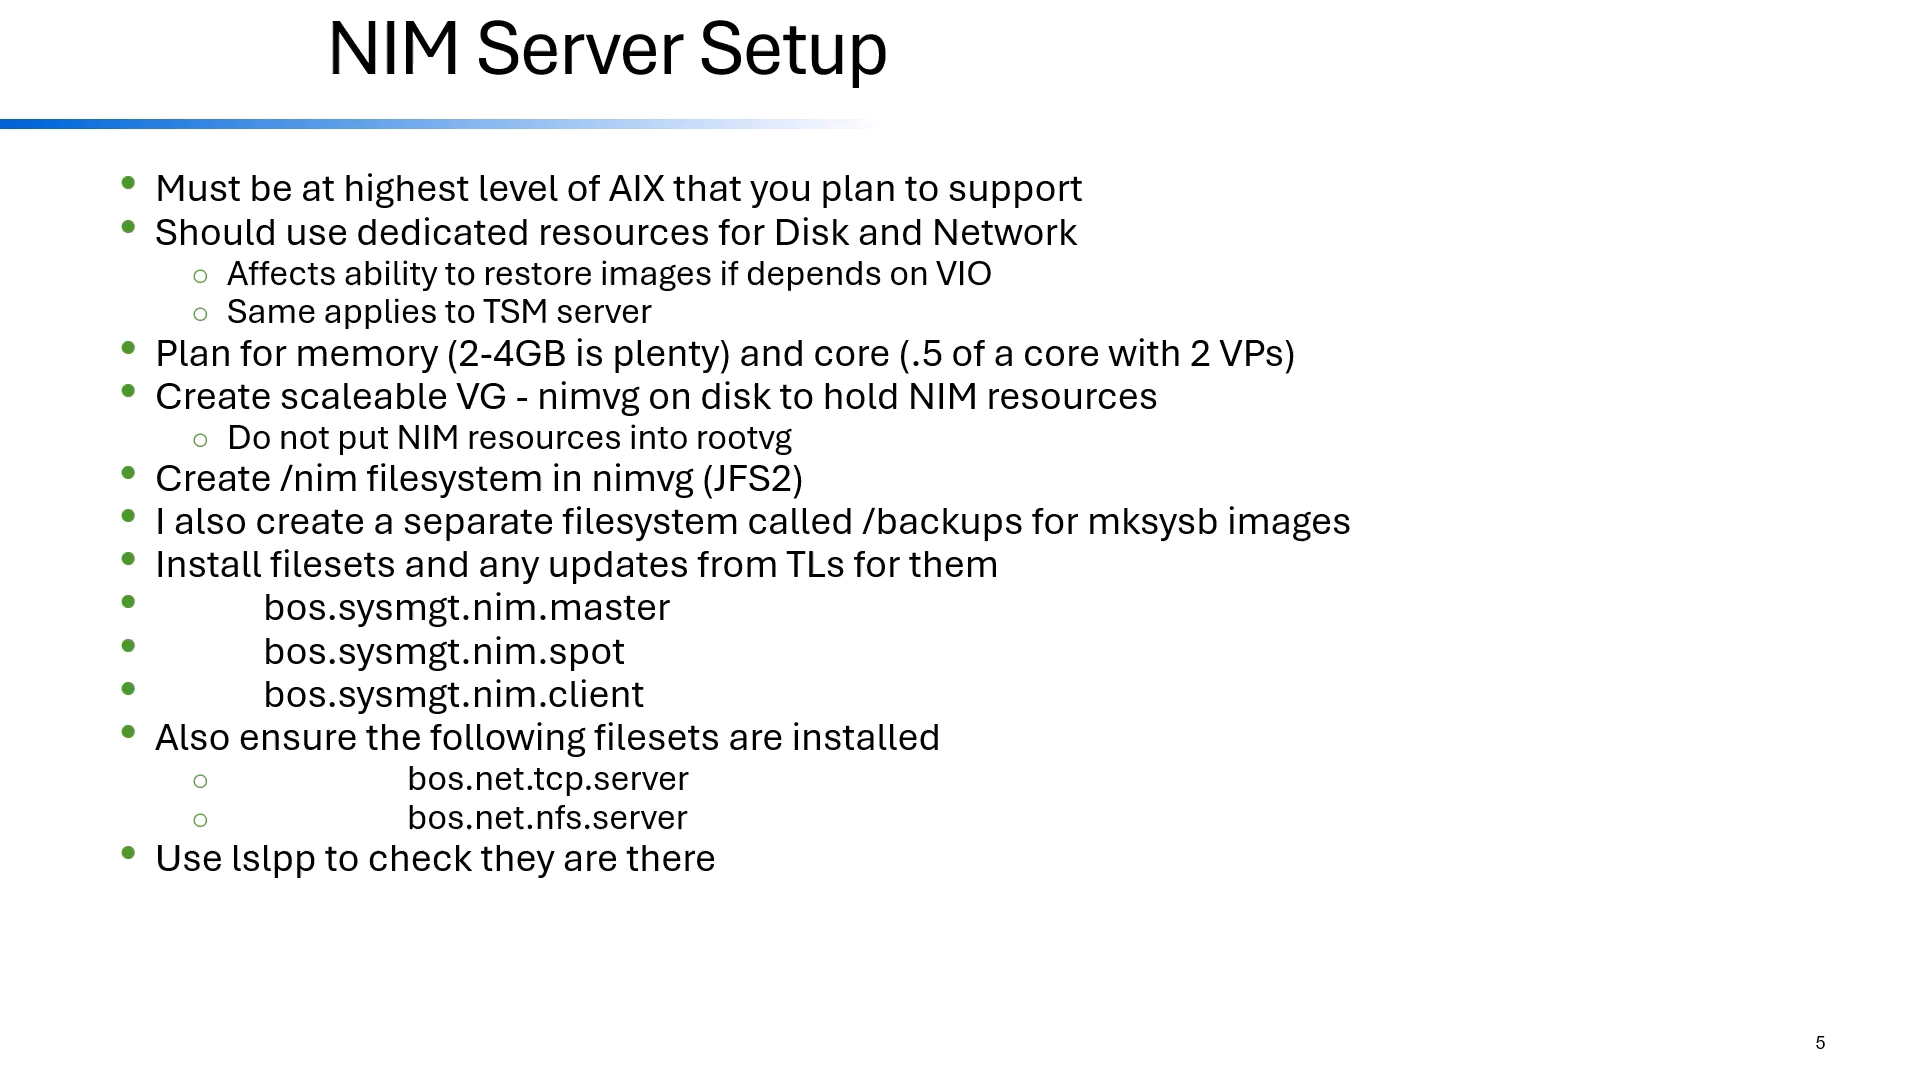 NIM Server Setup
• Must be at highest level of AIX that you plan to support
• Should use dedicated resources for Disk and Network
○ Affects ability to restore images if depends on VIO
○ Same applies to TSM server
• Plan for memory (2-4GB is plenty) and core (.5 of a core with 2 VPs)
• Create scaleable VG - nimvg on disk to hold NIM resources
○ Do not put NIM resources into rootvg
• Create /nim filesystem in nimvg (JFS2)
• I also create a separate filesystem called /backups for mksysb images
• Install filesets and any updates from TLs for them
• bos.sysmgt.nim.master
• bos.sysmgt.nim.spot
• bos.sysmgt.nim.client
• Also ensure the following filesets are installed
○ bos.net.tcp.server
○ bos.net.nfs.server
• Use lslpp to check they are there
5